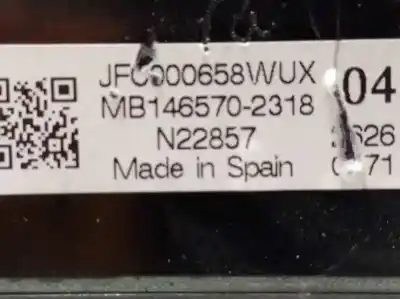 JFC000658WUX
MB146570-2318
N22857
Made in Spain
04